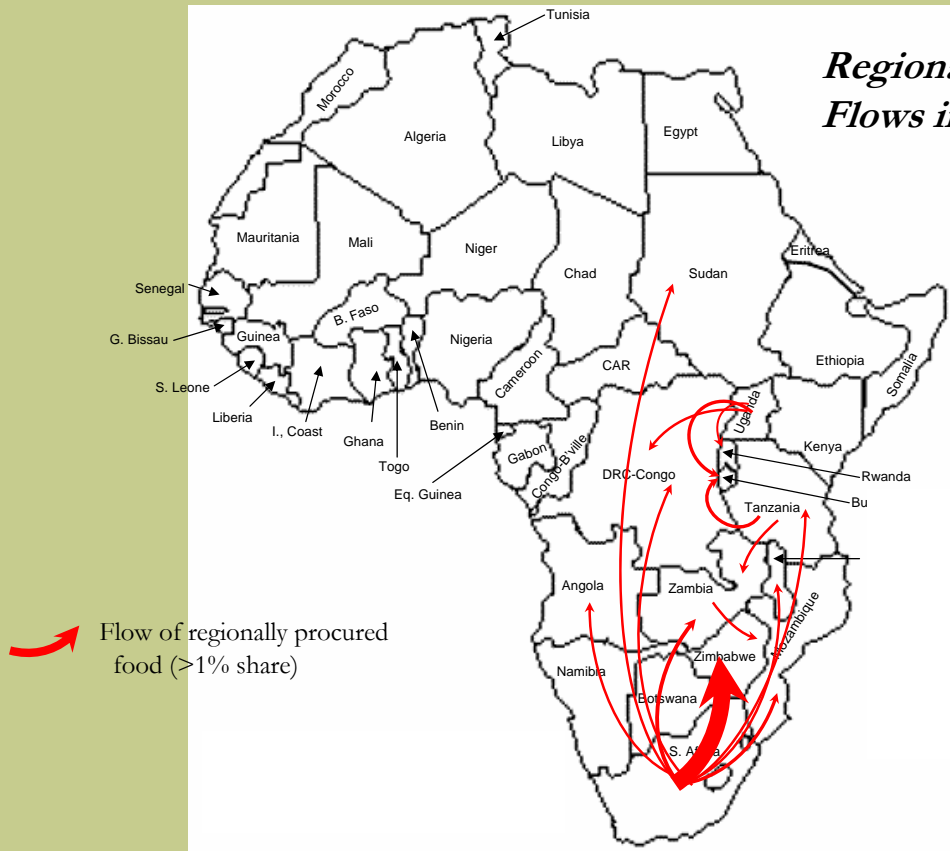 Tunisia
Regiona
Flows in
Morocco
Algeria
Libya
Egypt
Mauritania
Mali
Niger
Chad
Sudan
Eritrea
Senegal
B. Faso
G. Bissau
Guinea
Nigeria
Cameroon
CAR
Ethiopia
Somalia
S. Leone
Liberia
I., Coast
Ghana
Togo
Benin
Eq. Guinea
Gabon
Congo-B'ville
DRC-Congo
Uganda
Kenya
Rwanda
Bu
Tanzania
Angola
Zambia
Mozambique
Zimbabwe
Namibia
Botswana
S. Africa
Flow of regionally procured
food (>1% share)